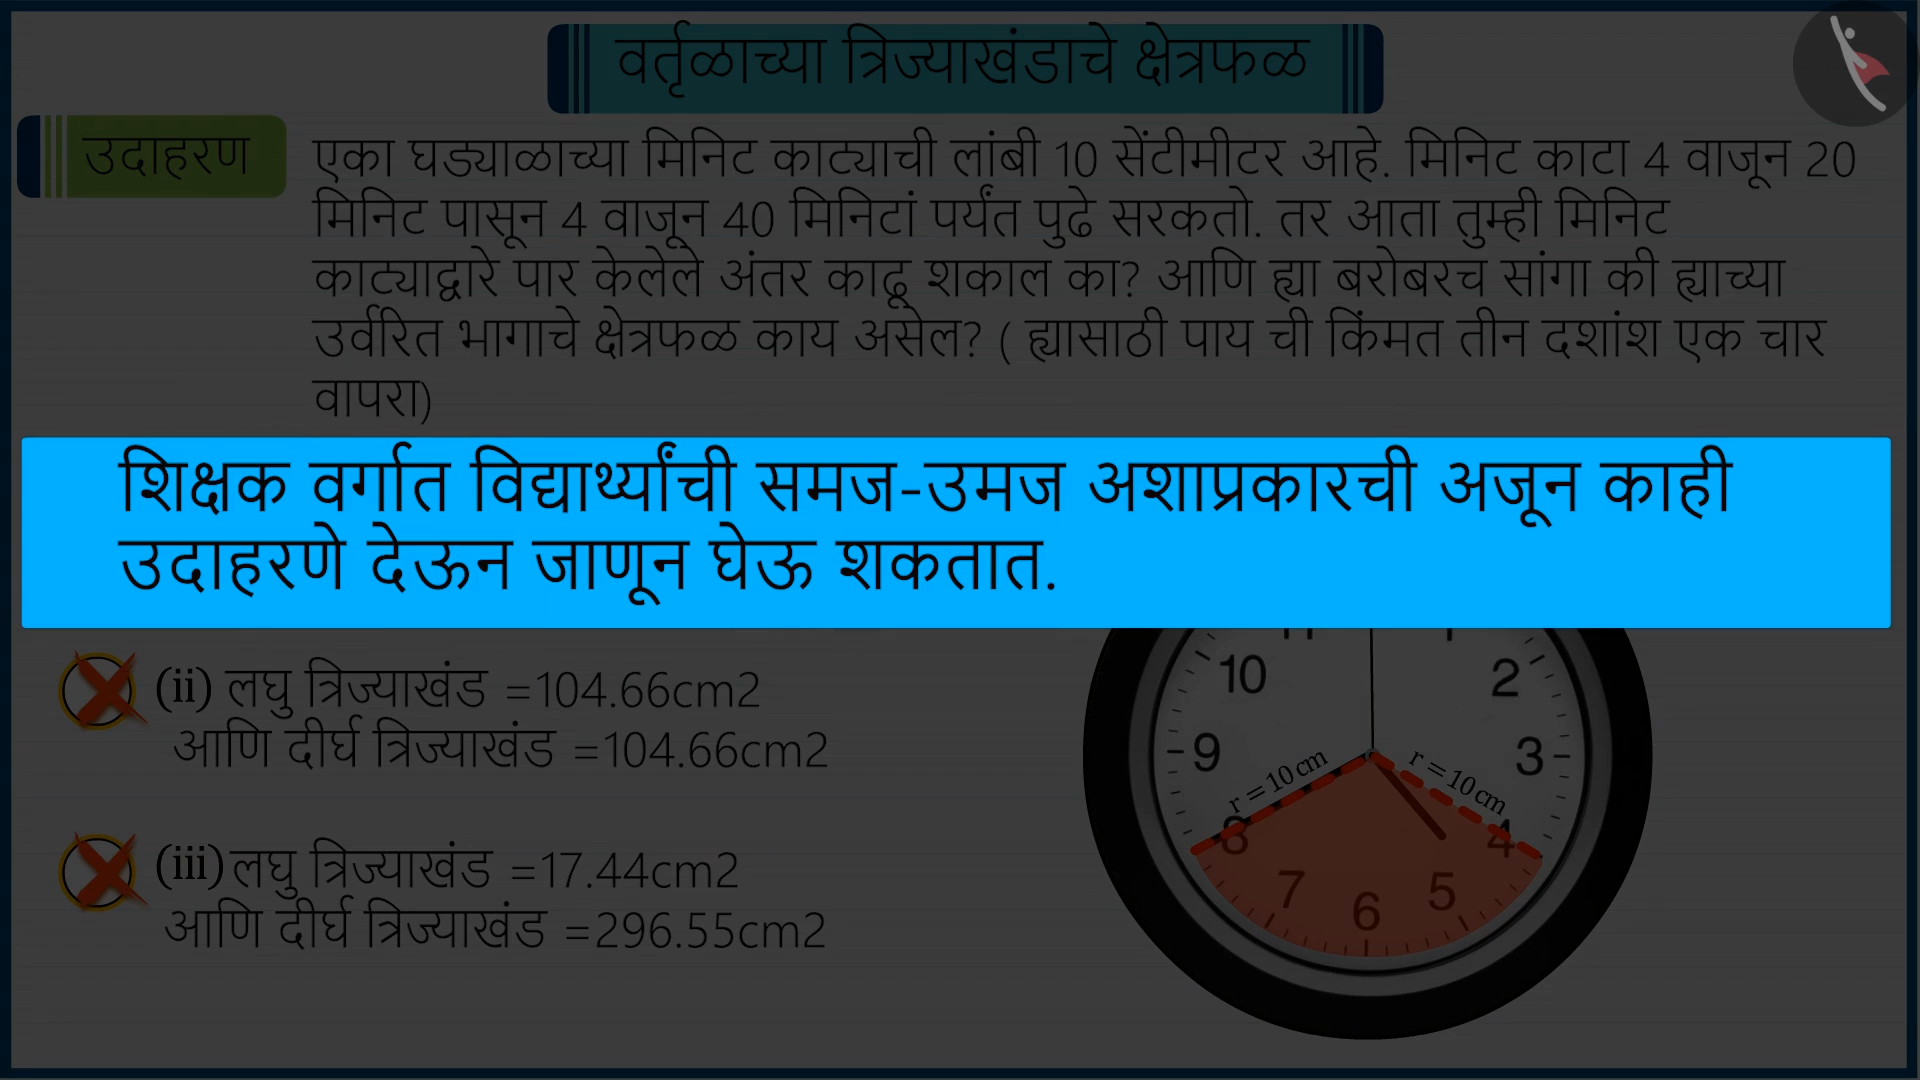 वर्तृळाच्या त्रिज्याखंडाचे क्षेत्रफळ
उदाहरण
एका घड्याळाच्या मिनिट काट्याची लांबी 10 सेंटीमीटर आहे. मिनिट काटा 4 वाजून 20
मिनिट पासून 4 वाजून 40 मिनिटां पर्यंत पुढे सरकतो. तर आता तुम्ही मिनिट
काट्याद्वारे पार केलेले अंतर काढू शकाल का? आणि ह्या बरोबरच सांगा की ह्याच्या
उर्वरित भागाचे क्षेत्रफळ काय असेल? ( ह्यासाठी पाय ची किंमत तीन दशांश एक चार
वापरा)
शिक्षक वर्गात विद्यार्थ्यांची समज-उमज अशाप्रकारची अजून काही
उदाहरणे देऊन जाणून घेऊ शकतात.
(ii) लघु त्रिज्याखंड =104.66cm2
आणि दीर्घ त्रिज्याखंड =104.66cm2
(iii) लघु त्रिज्याखंड =17.44cm2
आणि दीर्घ त्रिज्याखंड =296.55cm2
10
2
9
3
r = 10 cm
r = 10 cm
8
4
7
5
6